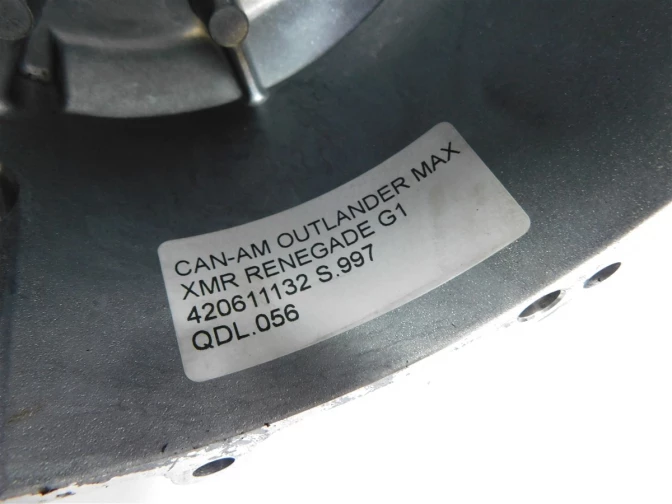 CAN-AM OUTLANDER MAX
XMR RENEGADE G1
420611132 S.997
QDL.056